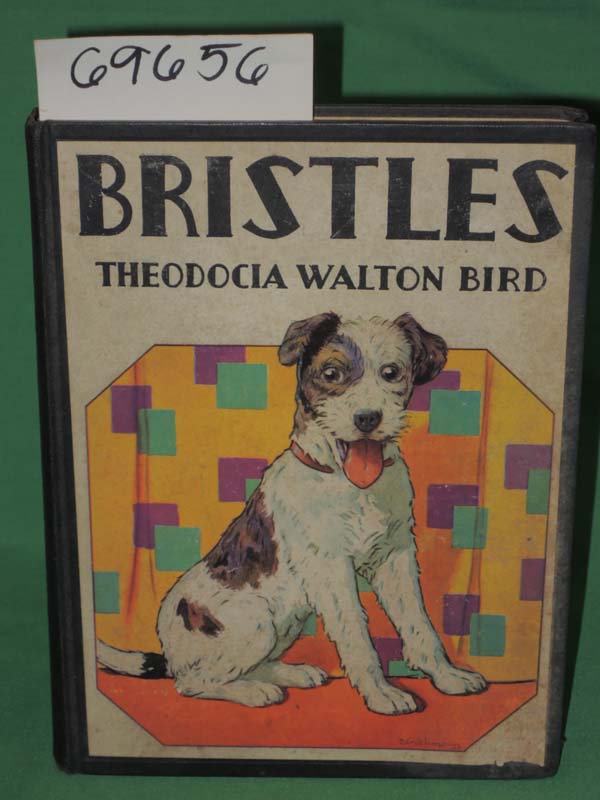 69656
BRISTLES
THEODOCIA WALTON BIRD